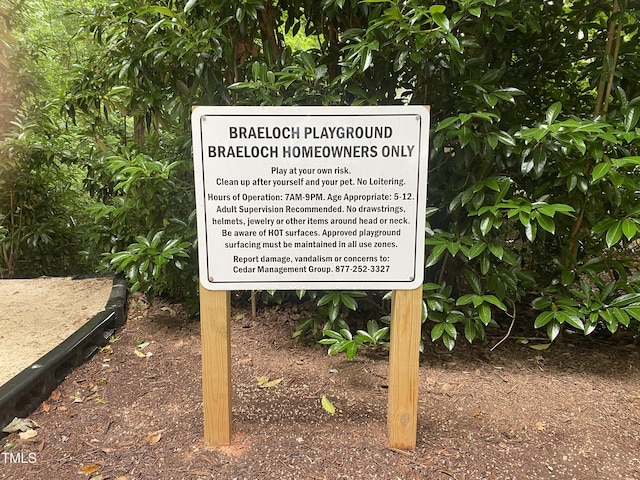 BRAELOCH PLAYGROUND
BRAELOCH HOMEOWNERS ONLY
Play at your own risk.
Clean up after yourself and your pet. No Loitering.
Hours of Operation: 7AM-9PM. Age Appropriate: 5-12.
Adult Supervision Recommended. No drawstrings,
helmets, jewelry or other items around head or neck.
Be aware of HOT surfaces. Approved playground
surfacing must be maintained in all use zones.
Report damage, vandalism or concerns to:
Cedar Management Group. 877-252-3327
TMLS